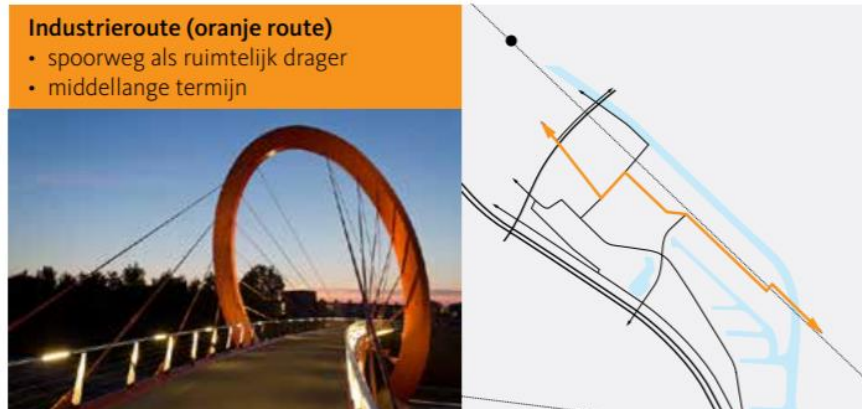 Industrieroute (oranje route)
• spoorweg als ruimtelijk drager
• middellange termijn